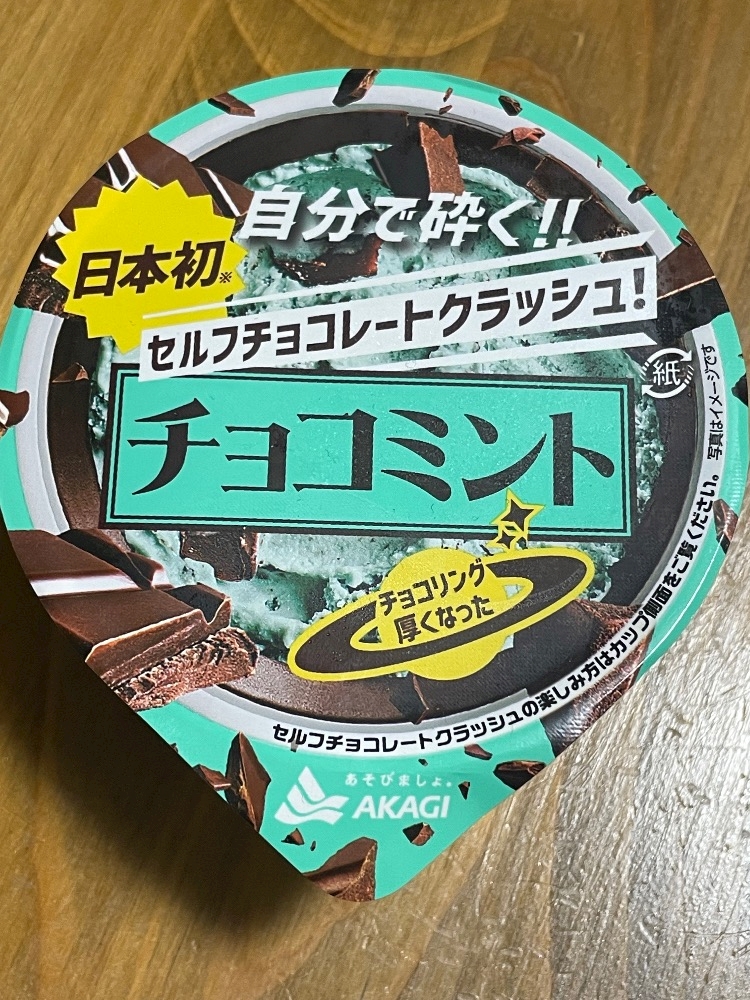 自分で砕く!!
日本初※
セルフチョコレートクラッシュ!
チョコミント
チョコリング
厚くなった
紙
写真はイメージです
セルフチョコレートクラッシュの楽しみ方はカップ側面をご覧ください。
あそびましょ。
AKAGI